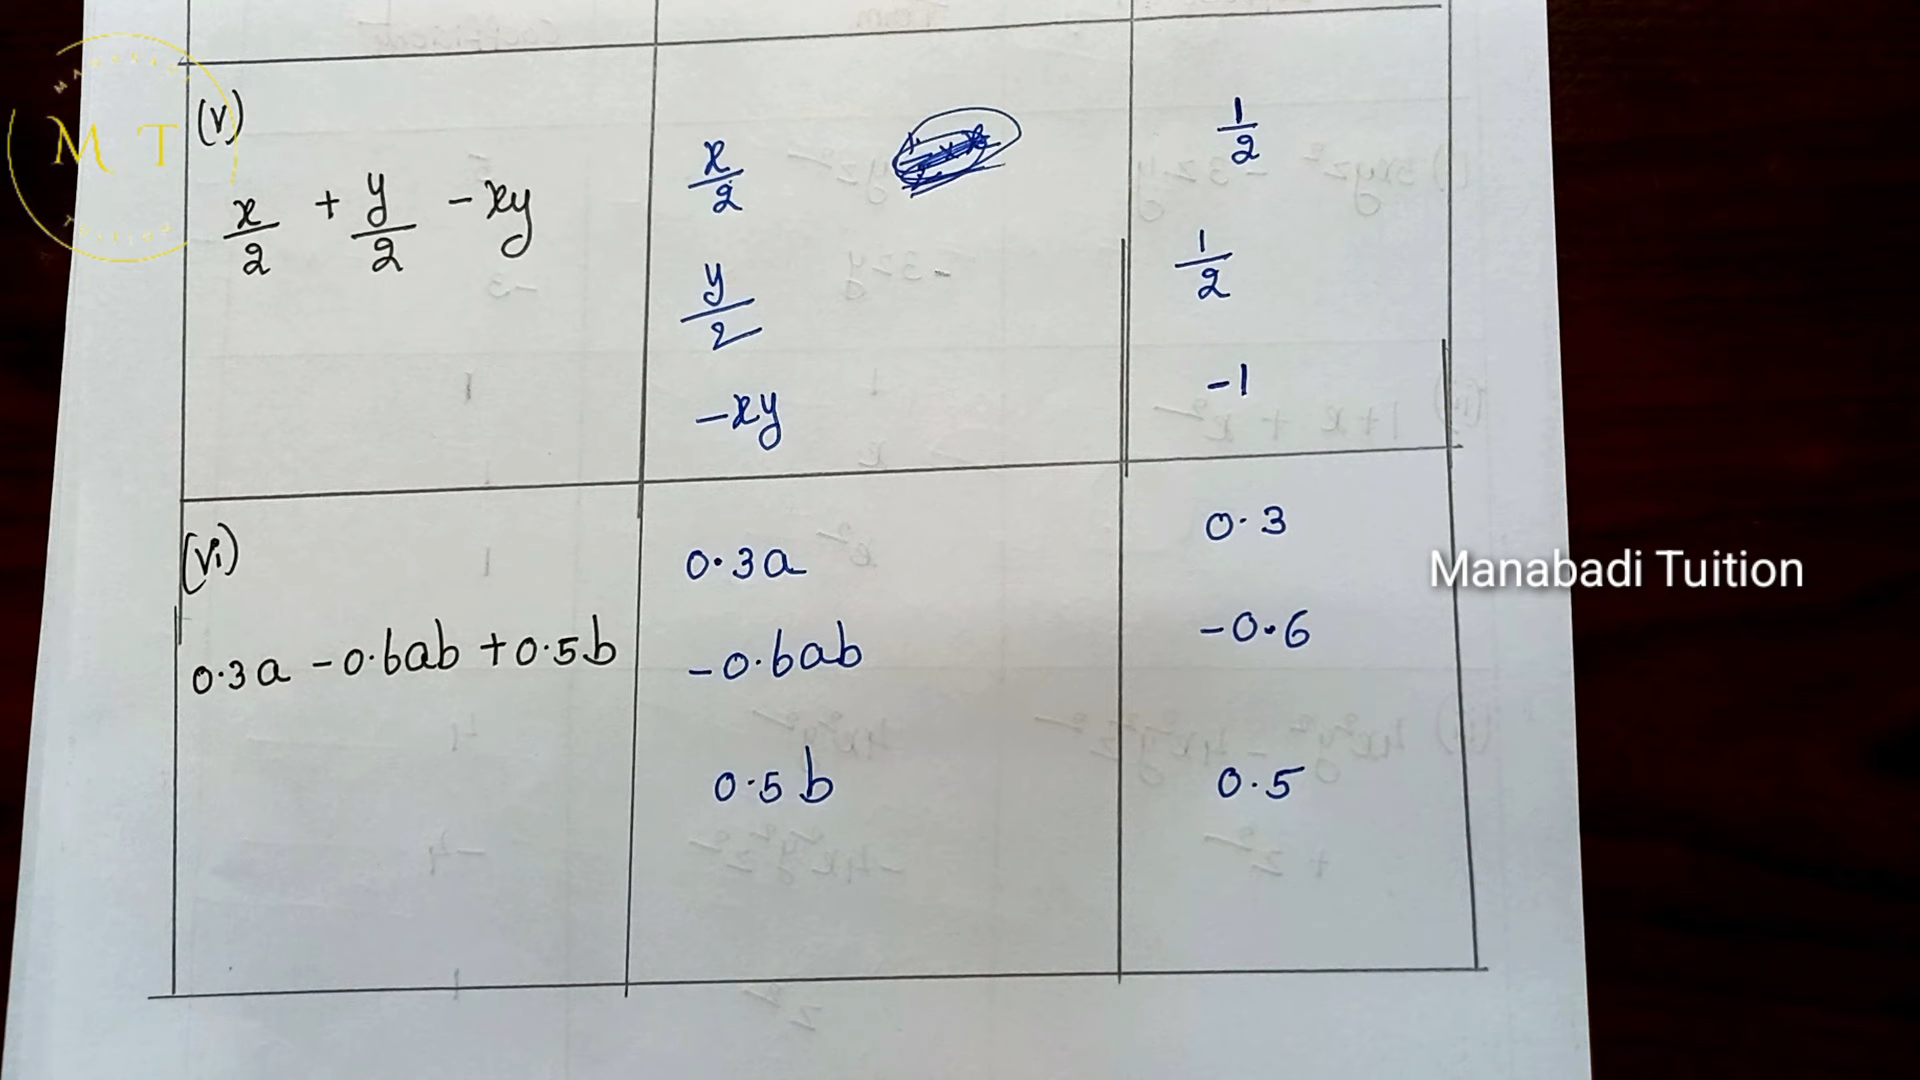 M T
(v)
x/2 + y/2 - xy
x/2
1/2
y/2
1/2
-xy
-1
(vi)
0.3a - 0.6ab + 0.5b
0.3a
0.3
-0.6ab
-0.6
0.5b
0.5
Manabadi Tuition